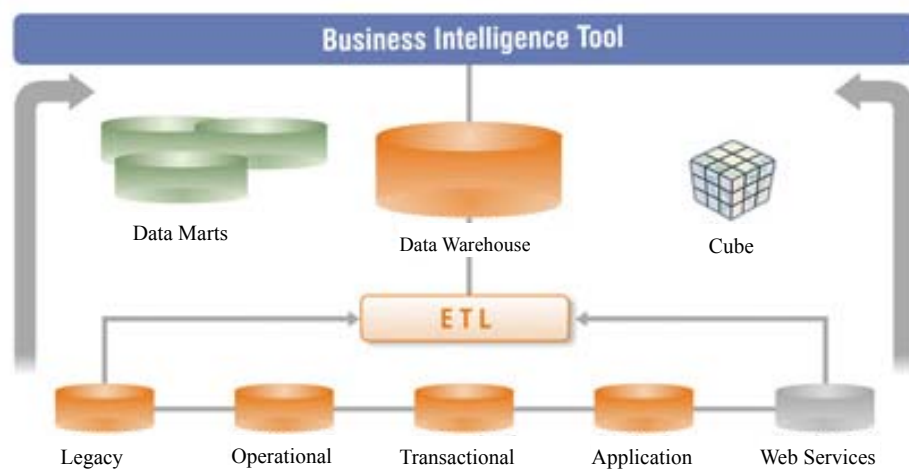 Business Intelligence Tool
Data Marts
Data Warehouse
Cube
ETL
Legacy
Operational
Transactional
Application
Web Services